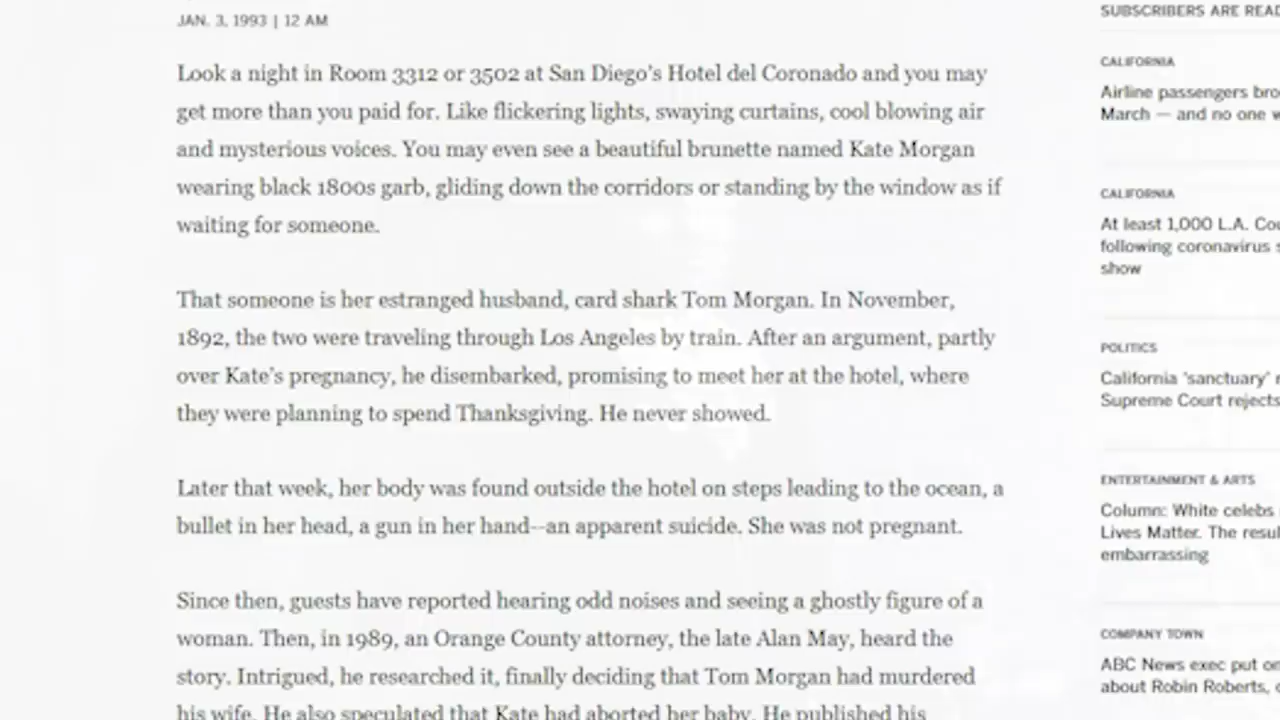 JAN. 3, 1993 | 12 AM
Look a night in Room 3312 or 3502 at San Diego's Hotel del Coronado and you may
get more than you paid for. Like flickering lights, swaying curtains, cool blowing air
and mysterious voices. You may even see a beautiful brunette named Kate Morgan
wearing black 1800s garb, gliding down the corridors or standing by the window as if
waiting for someone.
That someone is her estranged husband, card shark Tom Morgan. In November,
1892, the two were traveling through Los Angeles by train. After an argument, partly
over Kate's pregnancy, he disembarked, promising to meet her at the hotel, where
they were planning to spend Thanksgiving. He never showed.
Later that week, her body was found outside the hotel on steps leading to the ocean, a
bullet in her head, a gun in her hand--an apparent suicide. She was not pregnant.
Since then, guests have reported hearing odd noises and seeing a ghostly figure of a
woman. Then, in 1989, an Orange County attorney, the late Alan May, heard the
story. Intrigued, he researched it, finally deciding that Tom Morgan had murdered
his wife. He also speculated that Kate had aborted her baby. He published his
SUBSCRIBERS ARE READ
CALIFORNIA
Airline passengers bro
March — and no one w
CALIFORNIA
At least 1,000 L.A. Cou
following coronavirus s
show
POLITICS
California 'sanctuary' r
Supreme Court rejects
ENTERTAINMENT & ARTS
Column: White celebs
Lives Matter. The resul
embarrassing
COMPANY TOWN
ABC News exec put on
about Robin Roberts,